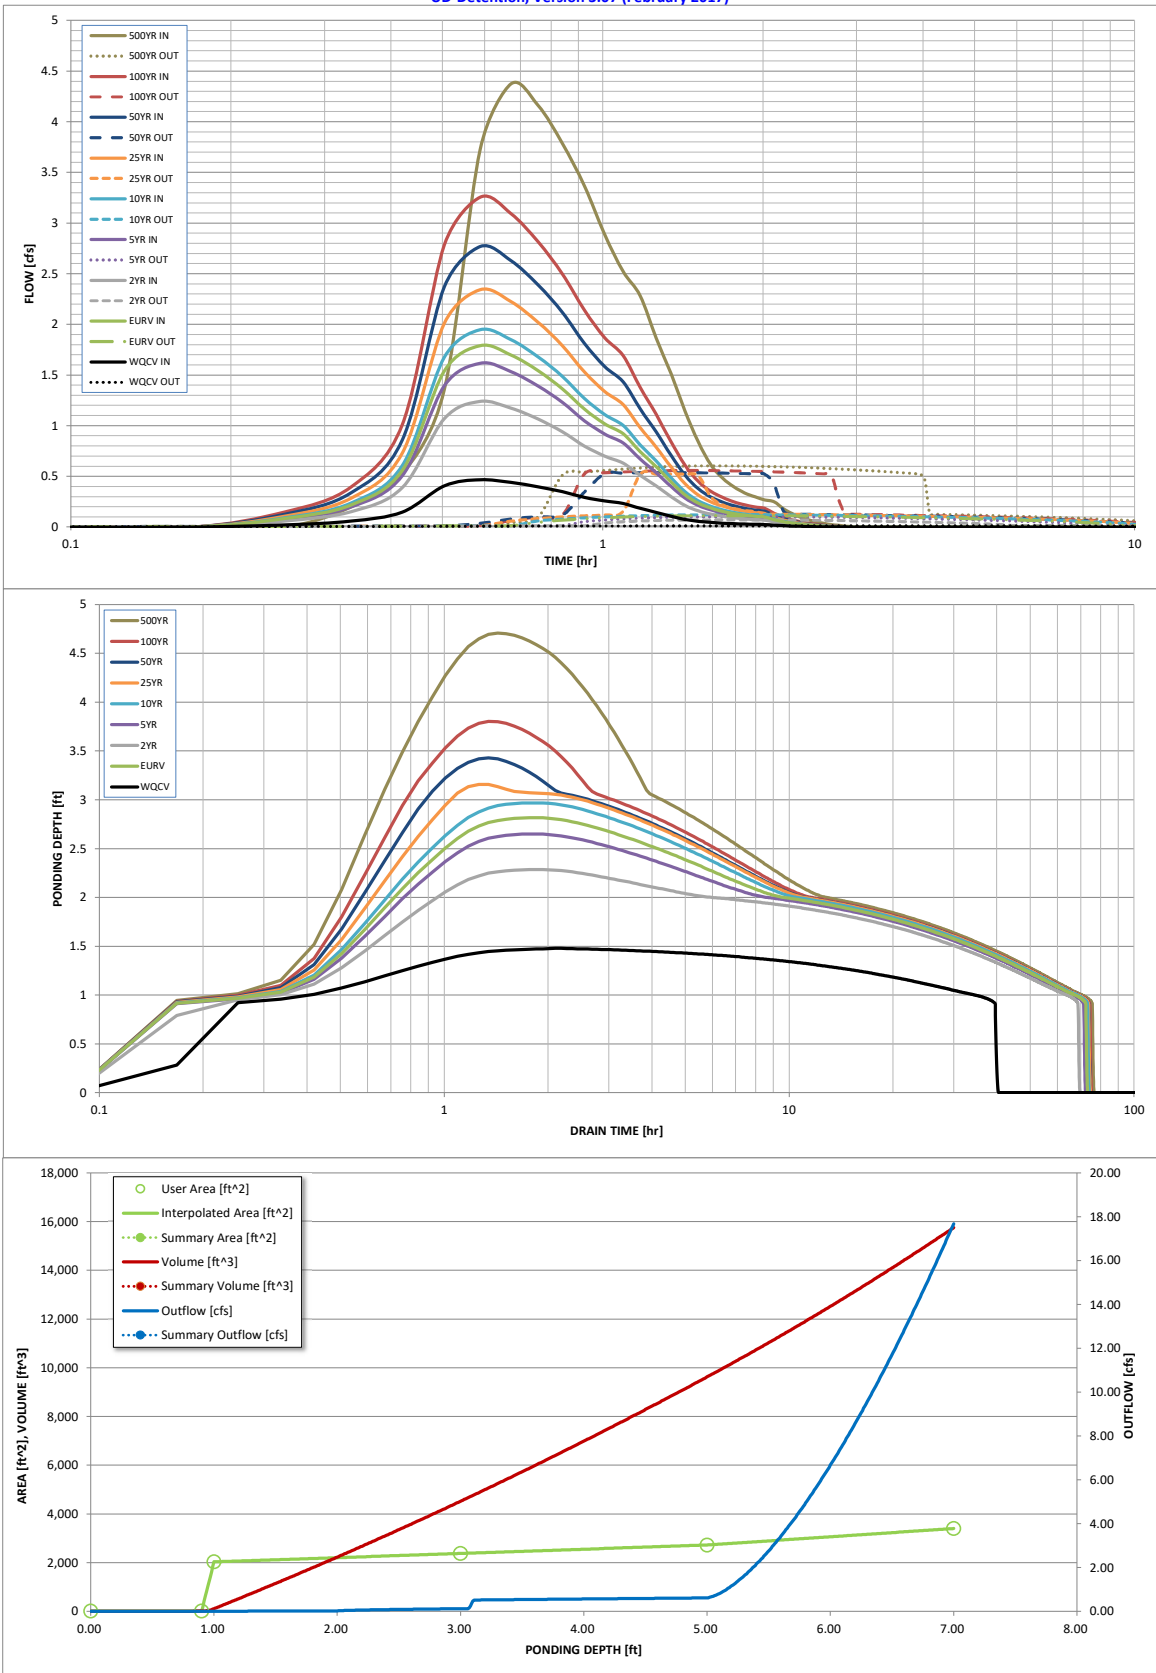 UD-Detention, Version 3.07 (February 2017)
5
4.5
4
3.5
3
2.5
2
1.5
1
0.5
0
FLOW [cfs]
500YR IN
500YR OUT
100YR IN
100YR OUT
50YR IN
50YR OUT
25YR IN
25YR OUT
10YR IN
10YR OUT
5YR IN
5YR OUT
2YR IN
2YR OUT
EURV IN
EURV OUT
WQCV IN
WQCV OUT
0.1
1
10
TIME [hr]
5
4.5
4
3.5
3
2.5
2
1.5
1
0.5
0
PONDING DEPTH [ft]
500YR
100YR
50YR
25YR
10YR
5YR
2YR
EURV
WQCV
0.1
1
10
100
DRAIN TIME [hr]
18,000
16,000
14,000
12,000
10,000
8,000
6,000
4,000
2,000
0
AREA [ft^2], VOLUME [ft^3]
User Area [ft^2]
Interpolated Area [ft^2]
Summary Area [ft^2]
Volume [ft^3]
Summary Volume [ft^3]
Outflow [cfs]
Summary Outflow [cfs]
20.00
18.00
16.00
14.00
12.00
10.00
8.00
6.00
4.00
2.00
0.00
OUTFLOW [cfs]
0.00
1.00
2.00
3.00
4.00
5.00
6.00
7.00
8.00
PONDING DEPTH [ft]